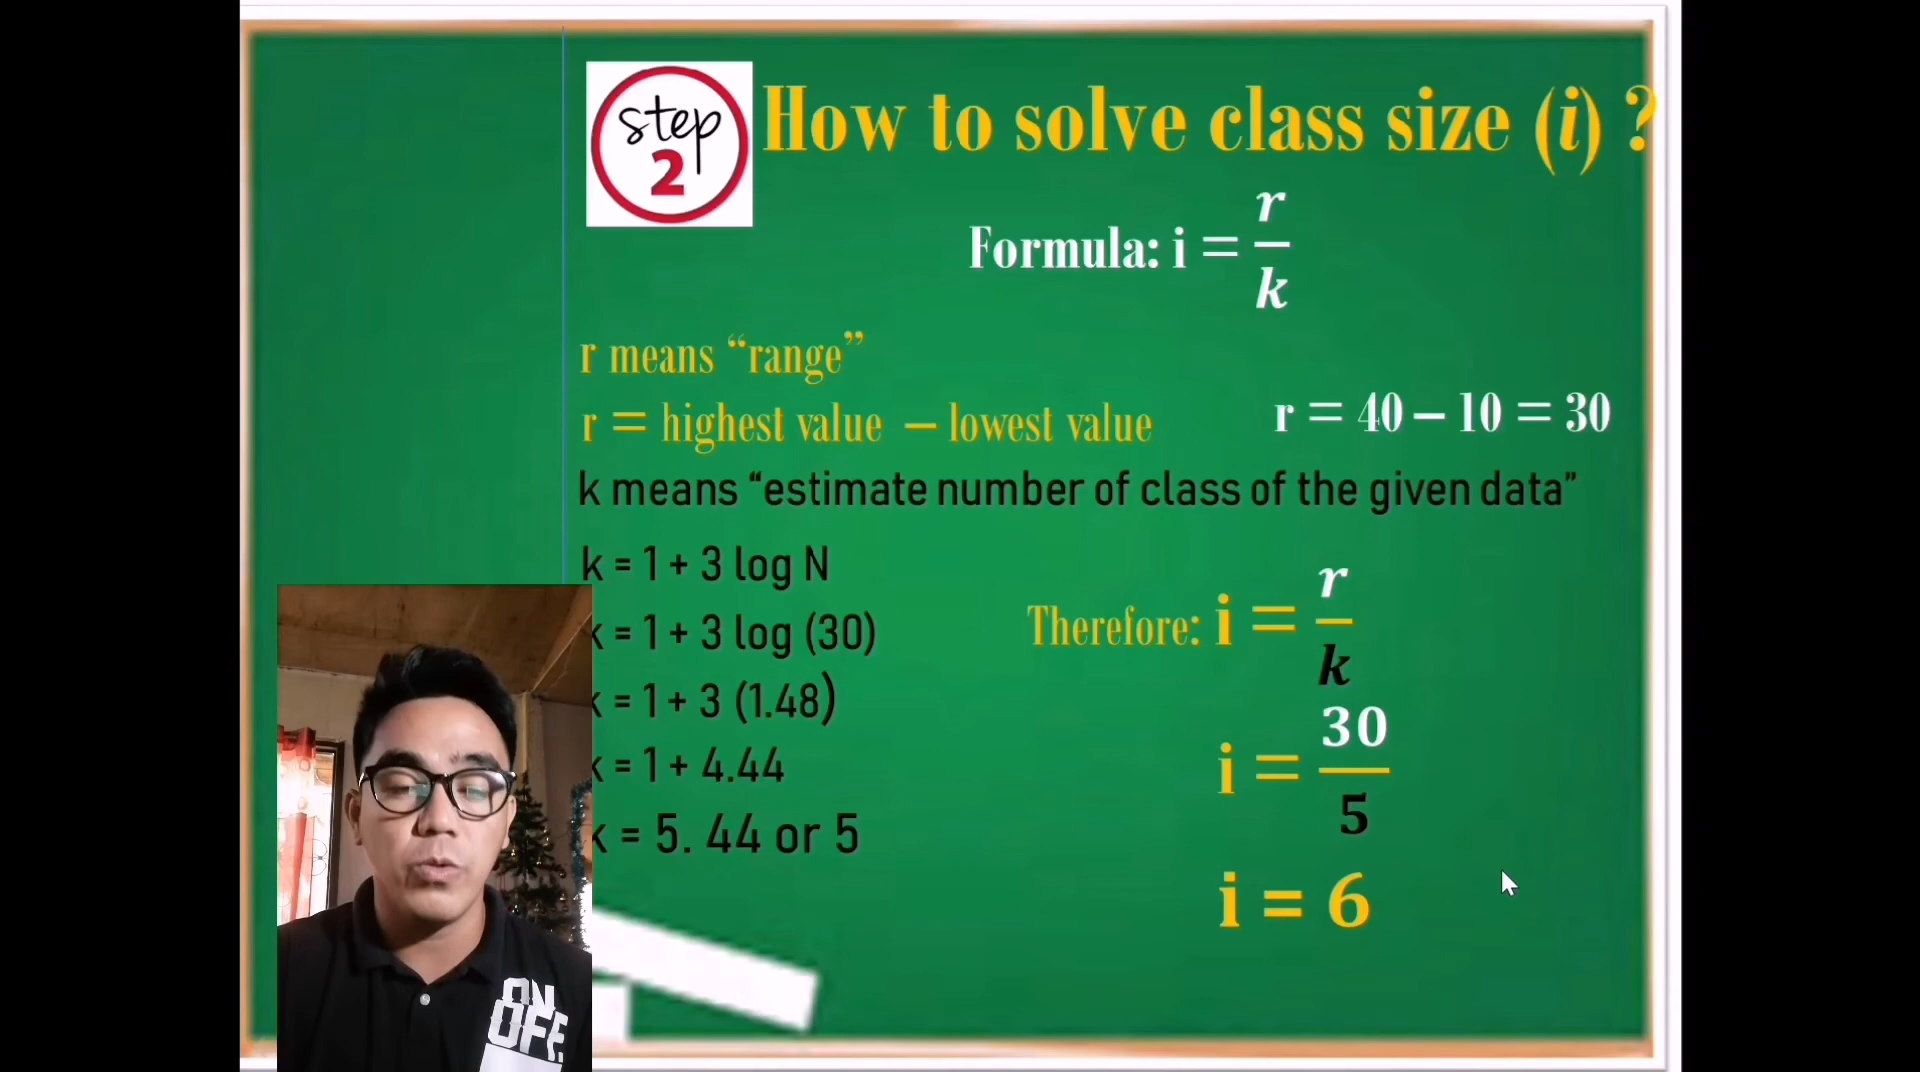 step
2
How to solve class size (i) ?
Formula: i = r/k
r means “range”
r = highest value – lowest value
r = 40 – 10 = 30
k means “estimate number of class of the given data”
k = 1 + 3 log N
k = 1 + 3 log (30)
k = 1 + 3 (1.48)
k = 1 + 4.44
k = 5. 44 or 5
Therefore: i = r/k
i = 30/5
i = 6
ON
OFF